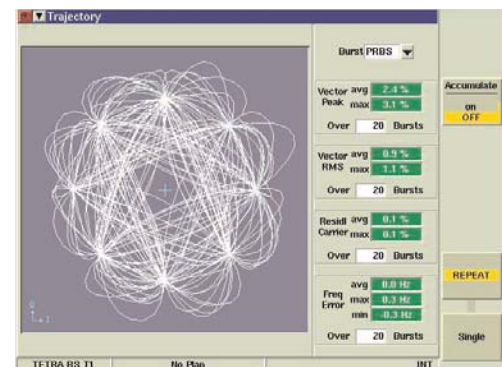 Trajectory
Burst PRBS
Vector Peak avg 2.4 %
max 3.1 %
Over 20 Bursts
Vector RMS avg 0.9 %
max 1.1 %
Over 20 Bursts
Residl Carrier avg 0.1 %
max 0.1 %
Over 20 Bursts
Freq Error avg 0.0 Hz
max 0.3 Hz
min -0.3 Hz
Over 20 Bursts
Accumulate
on
OFF
REPEAT
Single
Q
I
TETRA BS T1 No Plan INT